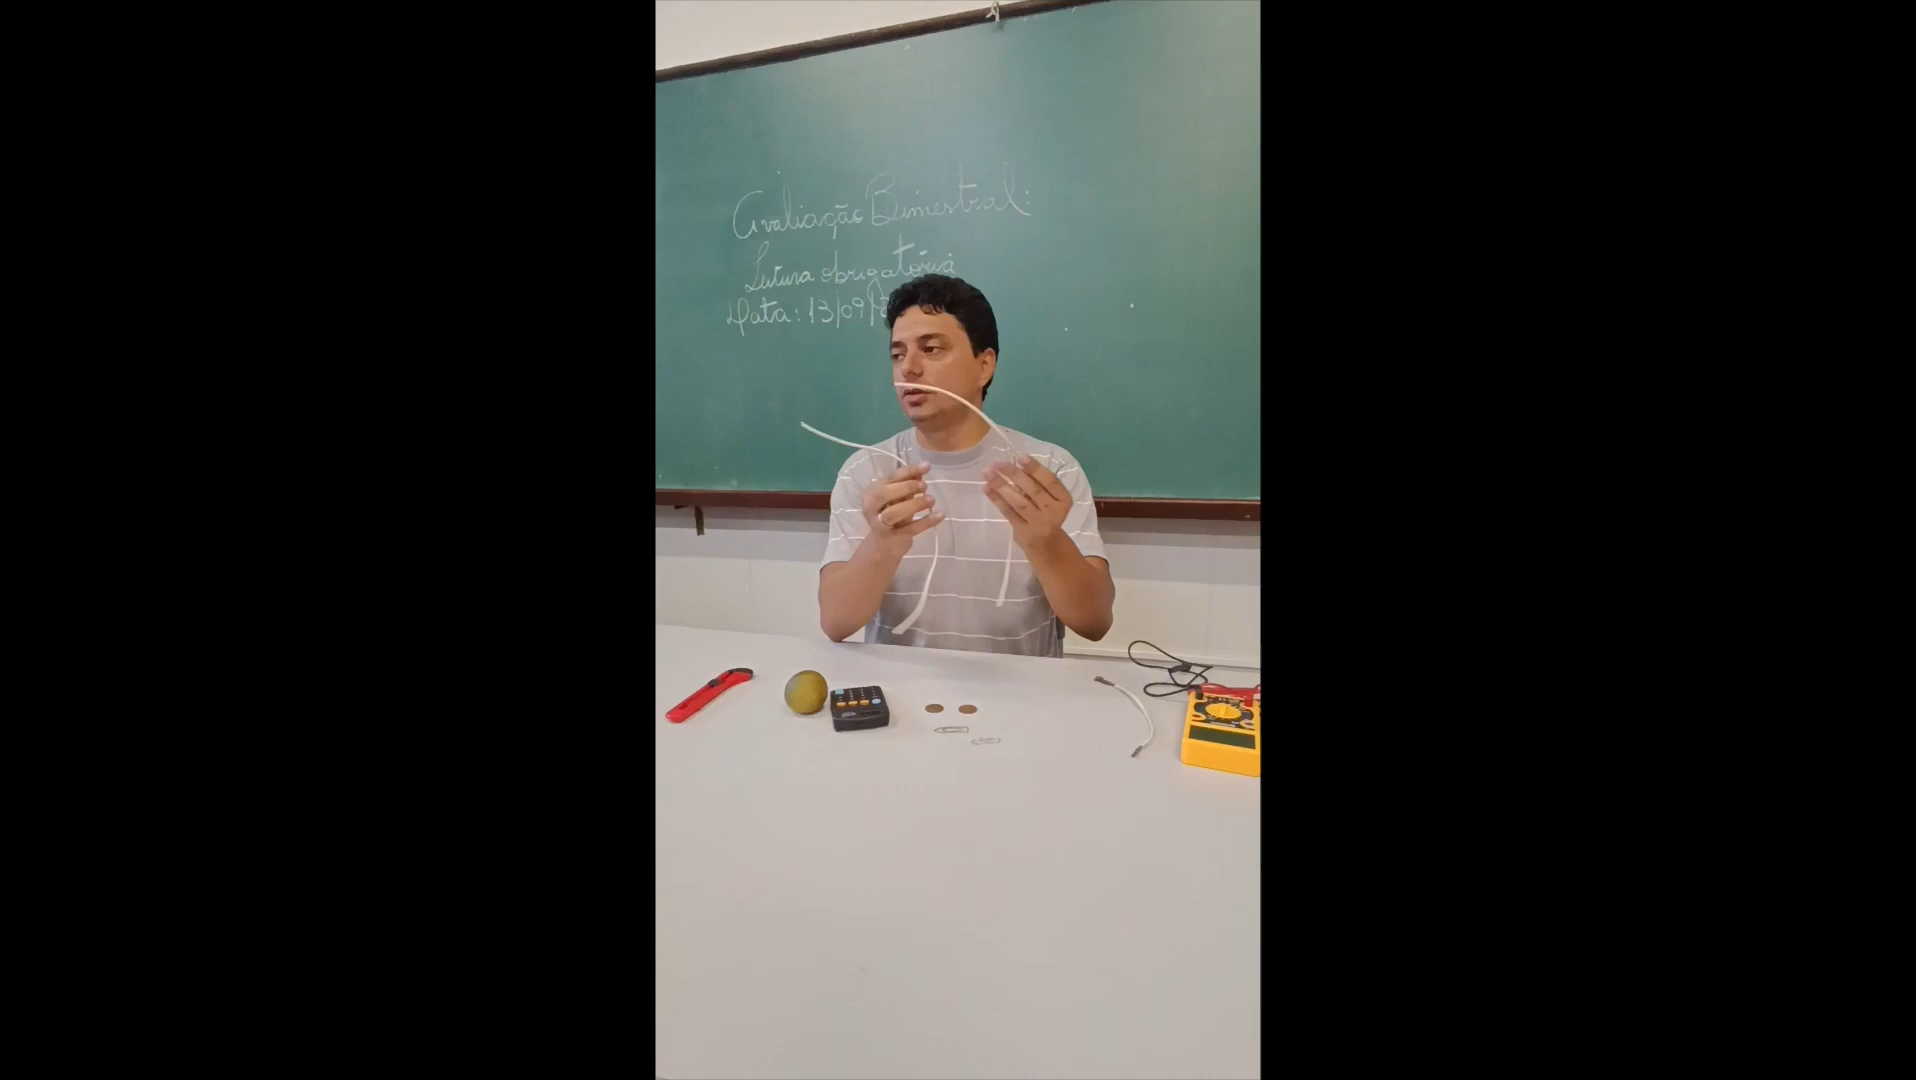 Avaliação Bimestral:
Leitura obrigatória
Data: 13/09/